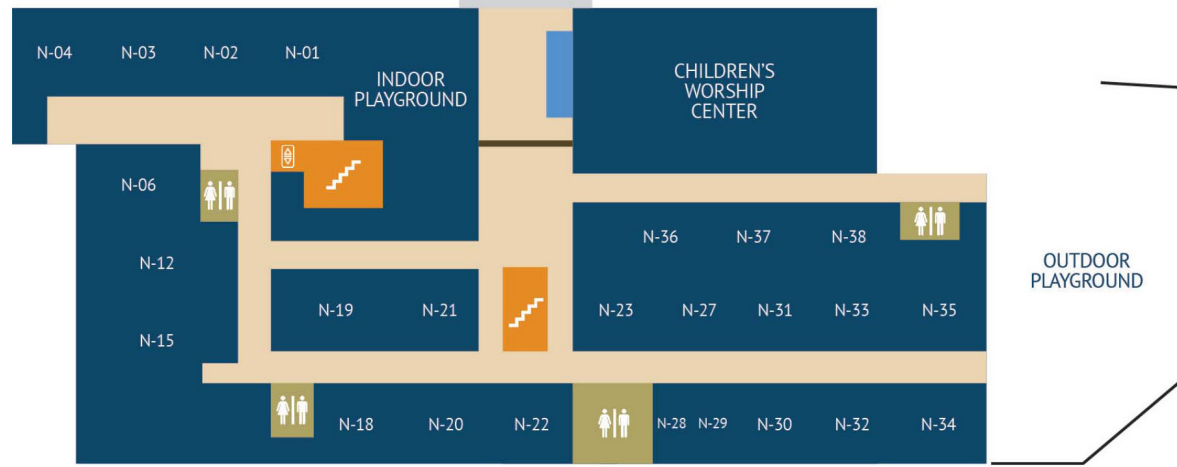 N-04 N-03 N-02 N-01
INDOOR
PLAYGROUND
CHILDREN'S
WORSHIP
CENTER
N-06
N-12
N-15
N-36 N-37 N-38
OUTDOOR
PLAYGROUND
N-19 N-21 N-23 N-27 N-31 N-33 N-35
N-18 N-20 N-22 N-28 N-29 N-30 N-32 N-34